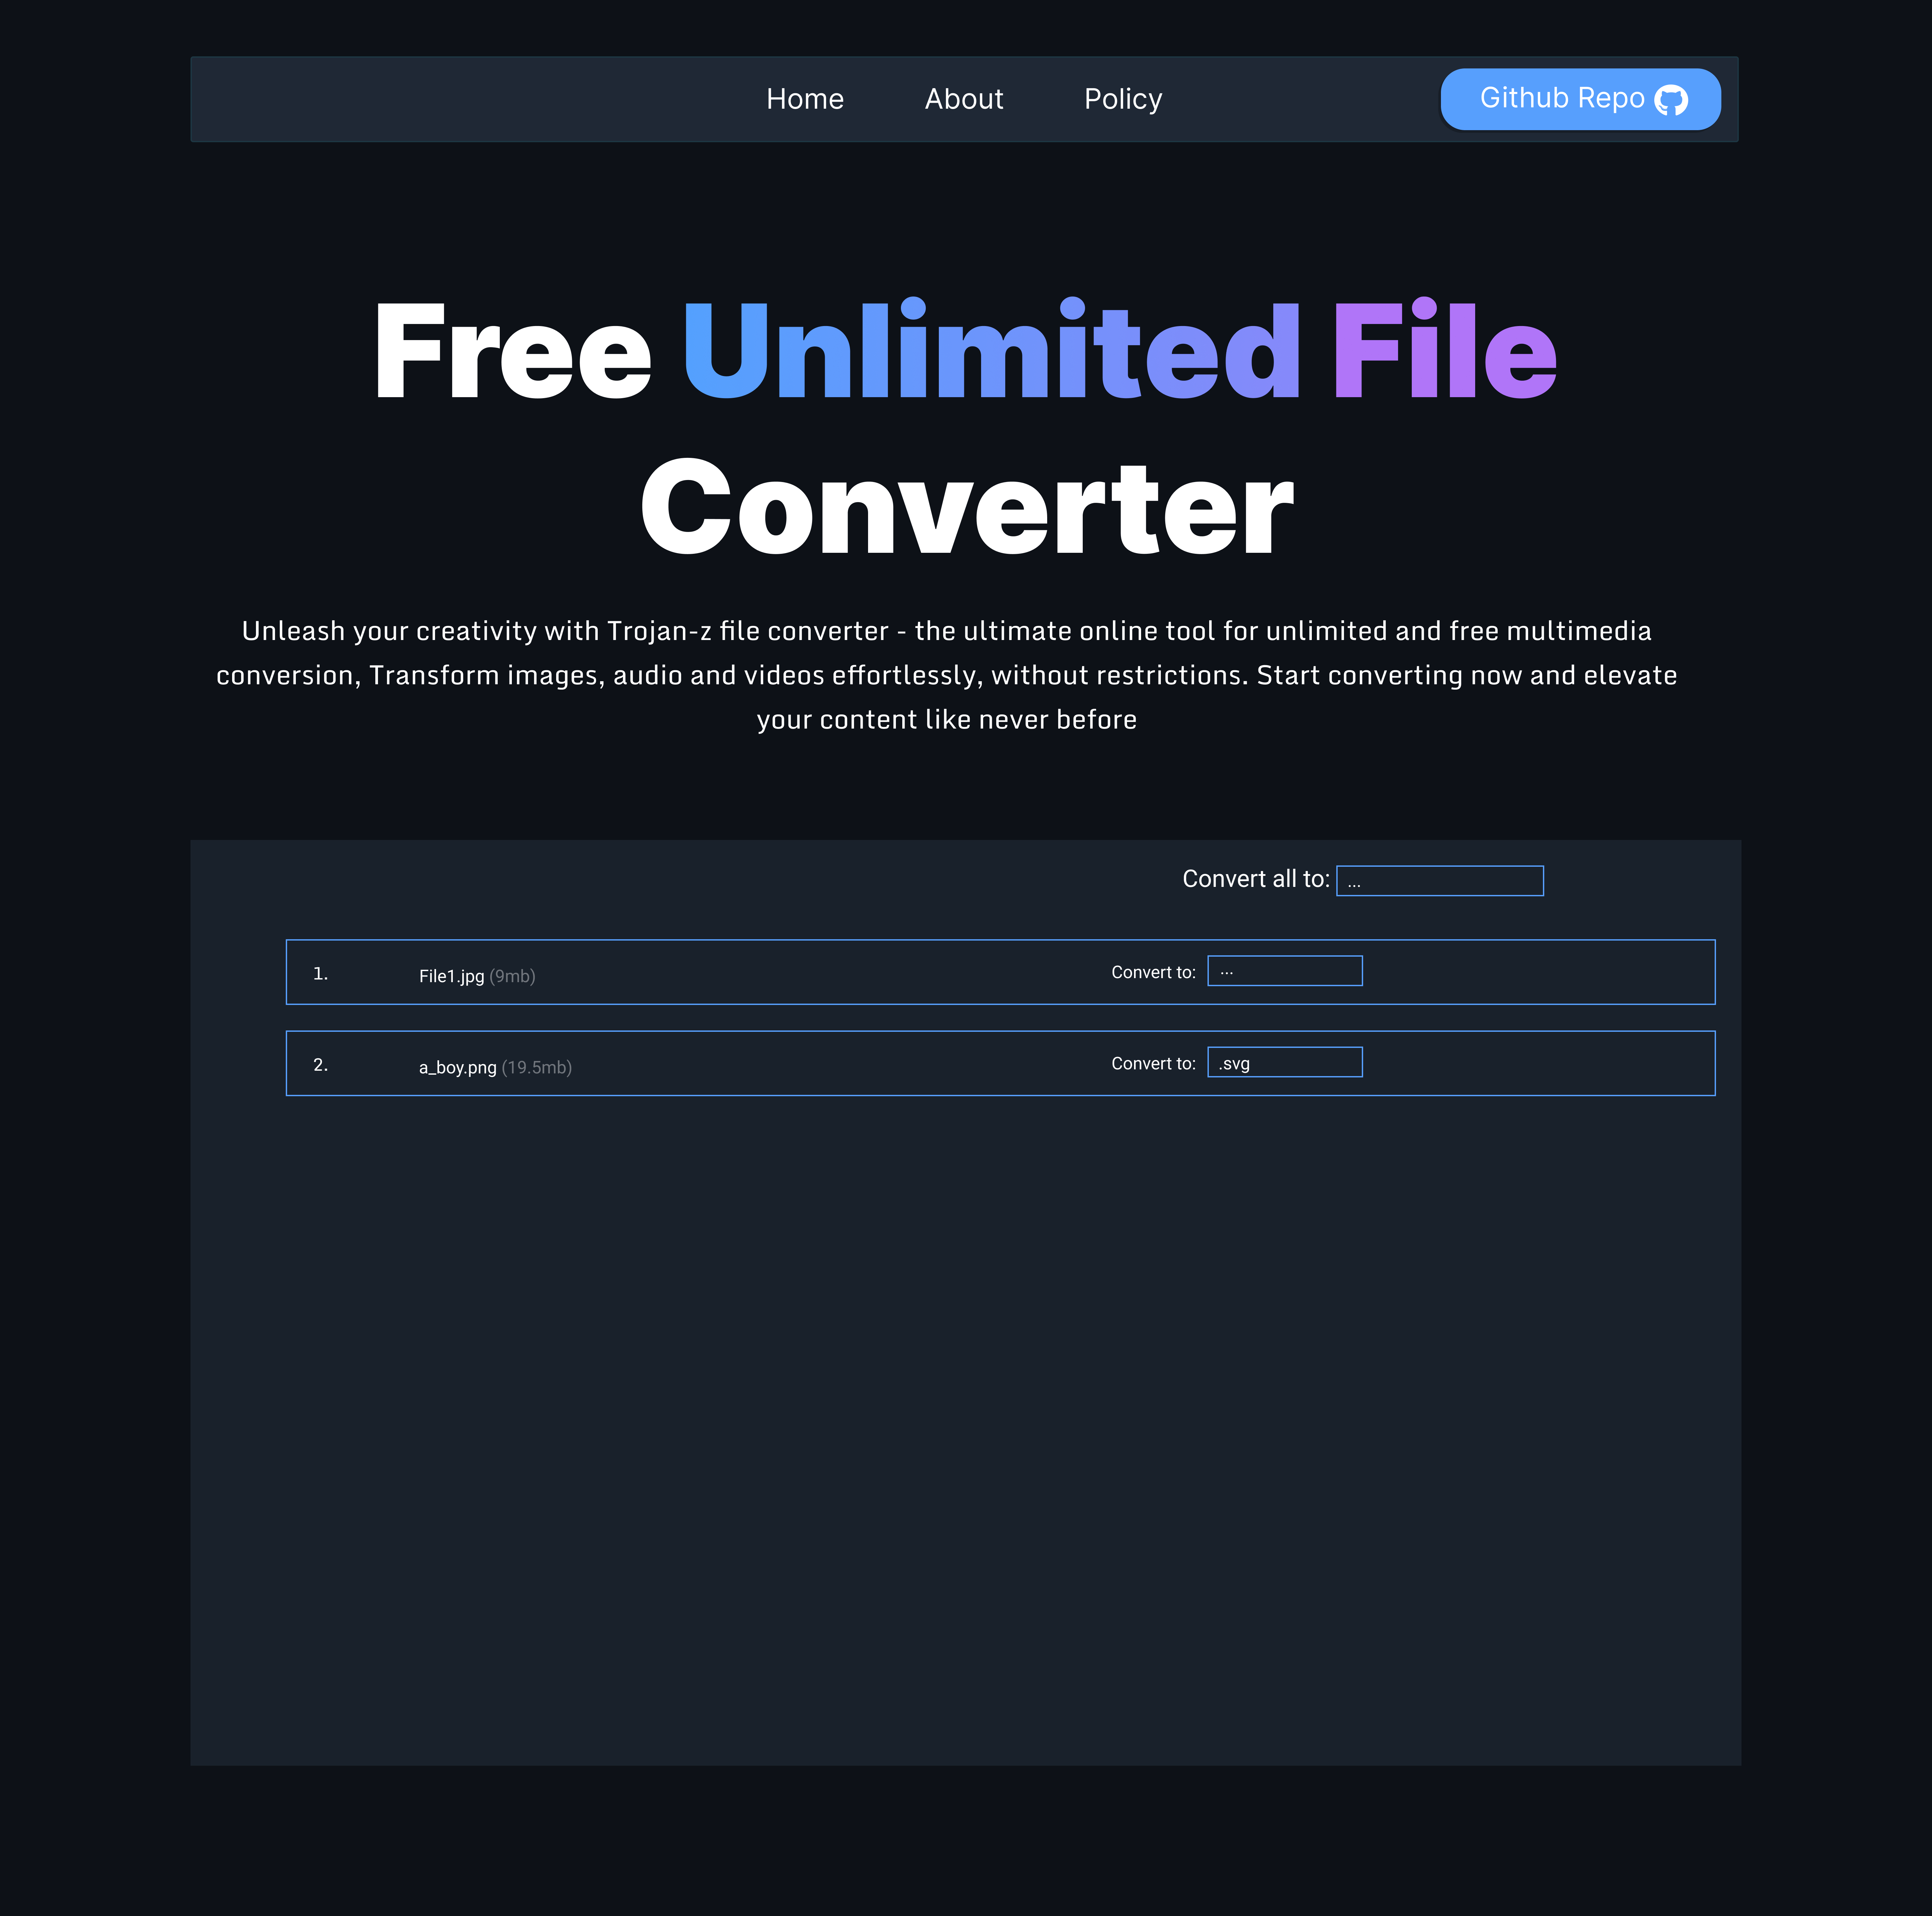 Home About Policy Github Repo
Free Unlimited File
Converter
Unleash your creativity with Trojan-z file converter - the ultimate online tool for unlimited and free multimedia
conversion, Transform images, audio and videos effortlessly, without restrictions. Start converting now and elevate
your content like never before
Convert all to: ...
1. File1.jpg (9mb) Convert to: ...
2. a_boy.png (19.5mb) Convert to: .svg